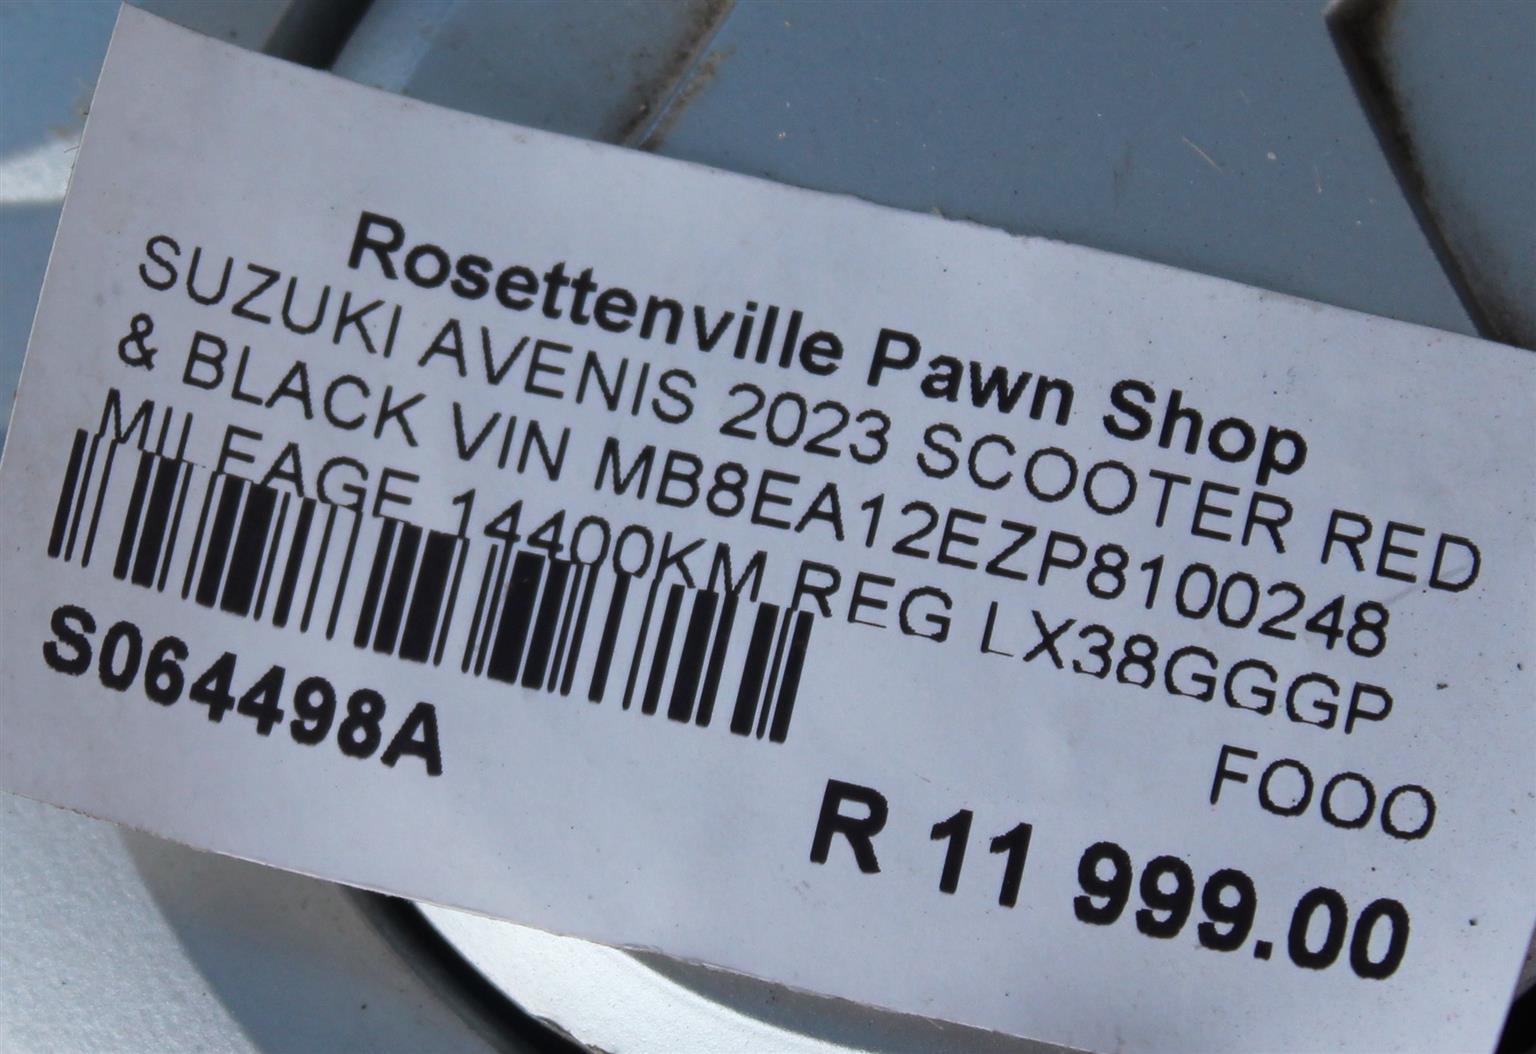 Rosettenville Pawn Shop
SUZUKI AVENIS 2023 SCOOTER RED
& BLACK VIN MB8EA12EZP8100248
MILEAGE 14400KM REG LX38GGGP
FOOO
S064498A
R 11 999.00